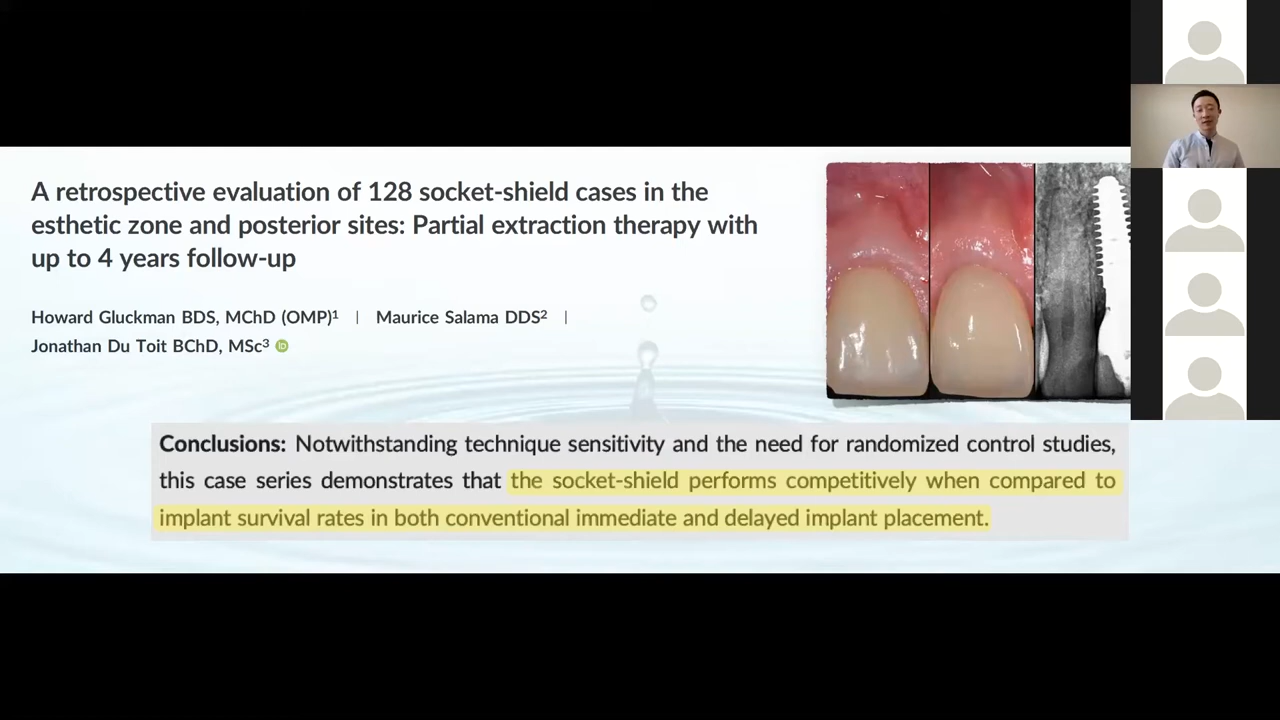 A retrospective evaluation of 128 socket-shield cases in the
esthetic zone and posterior sites: Partial extraction therapy with
up to 4 years follow-up
Howard Gluckman BDS, MChD (OMP)¹ | Maurice Salama DDS² |
Jonathan Du Toit BChD, MSc³ iD
Conclusions: Notwithstanding technique sensitivity and the need for randomized control studies,
this case series demonstrates that the socket-shield performs competitively when compared to
implant survival rates in both conventional immediate and delayed implant placement.